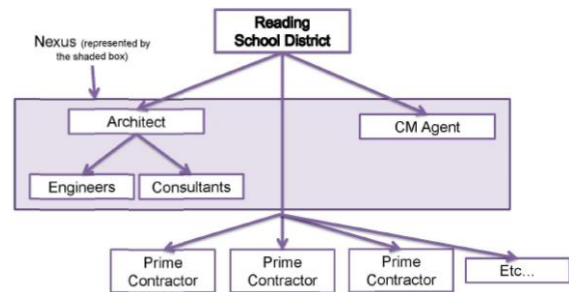 Reading
School District
Nexus (represented by
the shaded box)
Architect
CM Agent
Engineers
Consultants
Prime
Contractor
Prime
Contractor
Prime
Contractor
Etc...